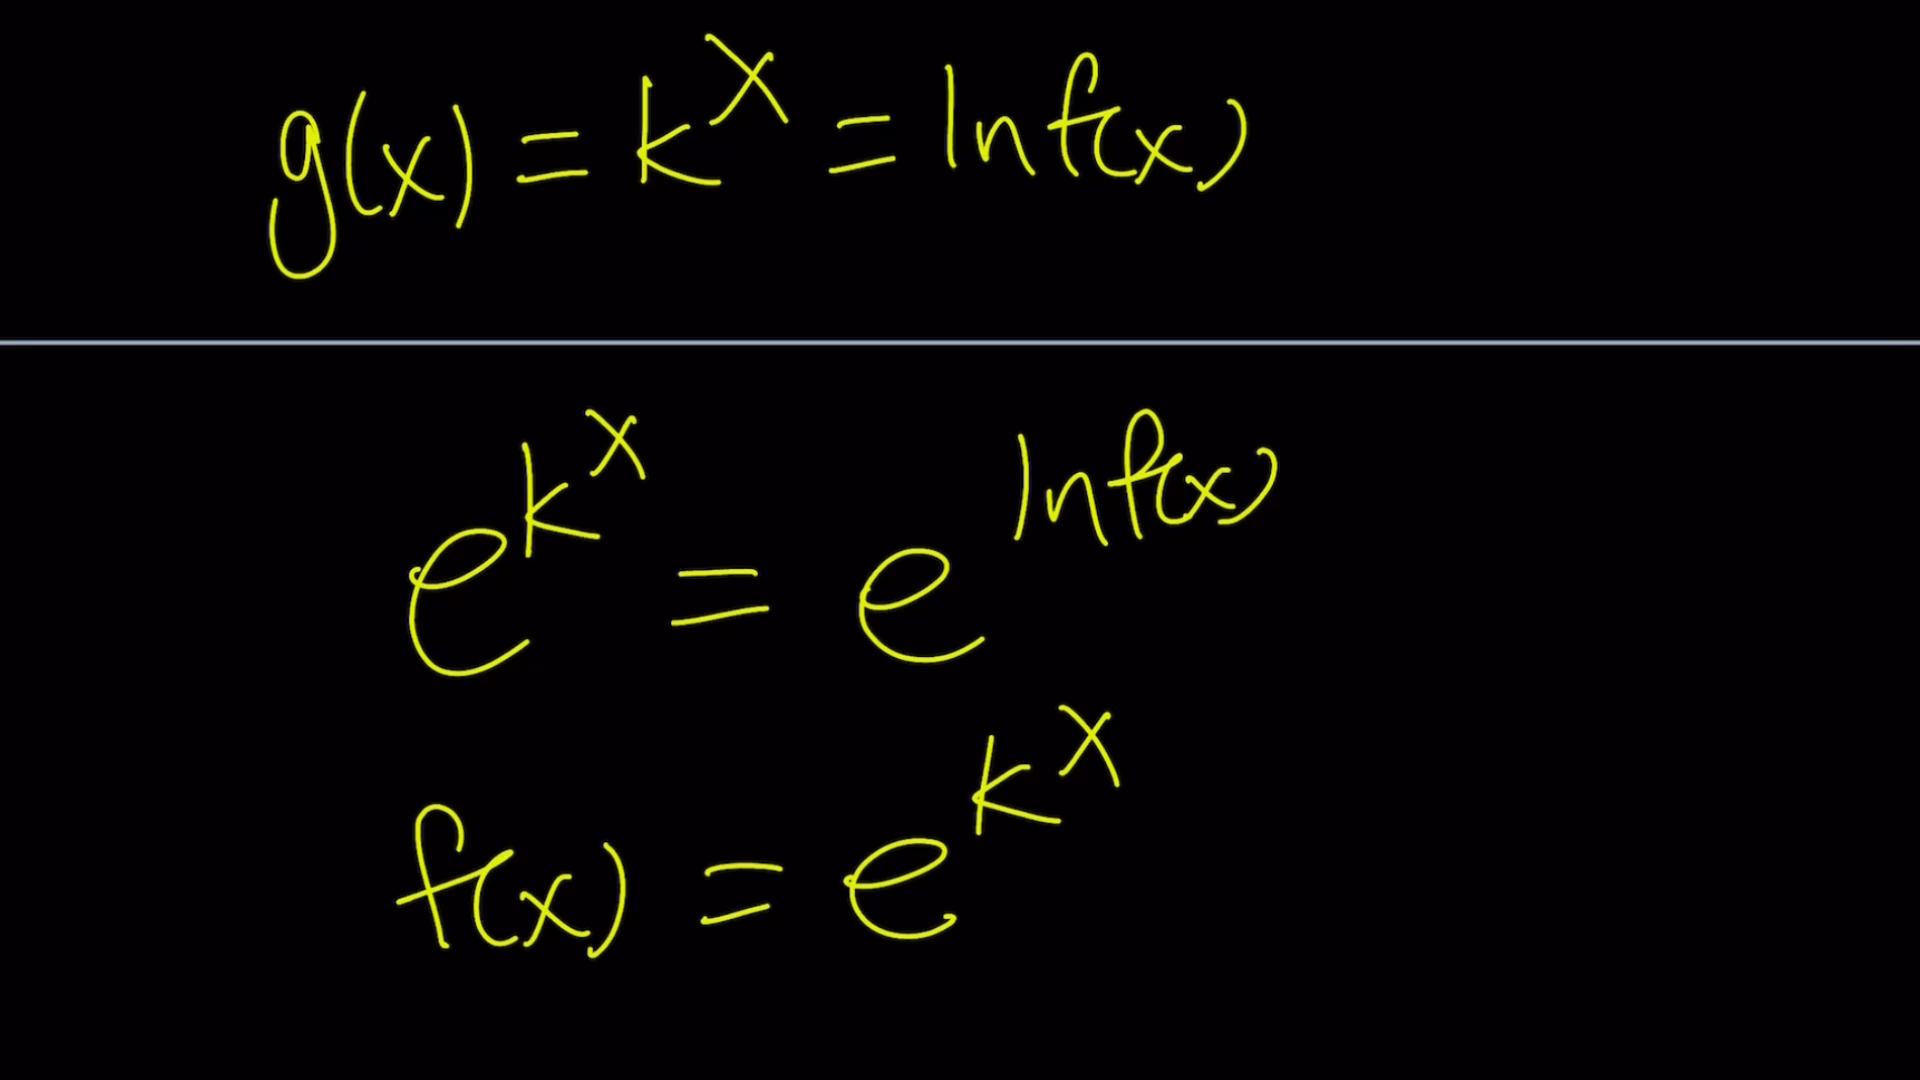 g(x) = k^x = ln f(x)
e^{k^x} = e^{ln f(x)}
f(x) = e^{k^x}